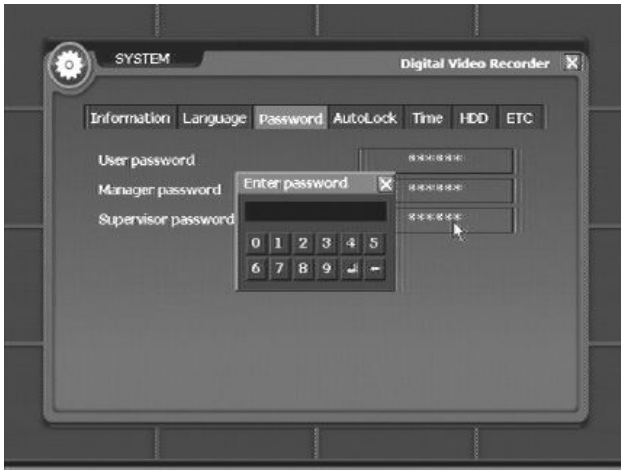 SYSTEM
Digital Video Recorder X
Information Language Password AutoLock Time HDD ETC
User password ******
Manager password ******
Supervisor password ******
Enter password X
0 1 2 3 4 5
6 7 8 9 ↲ ←